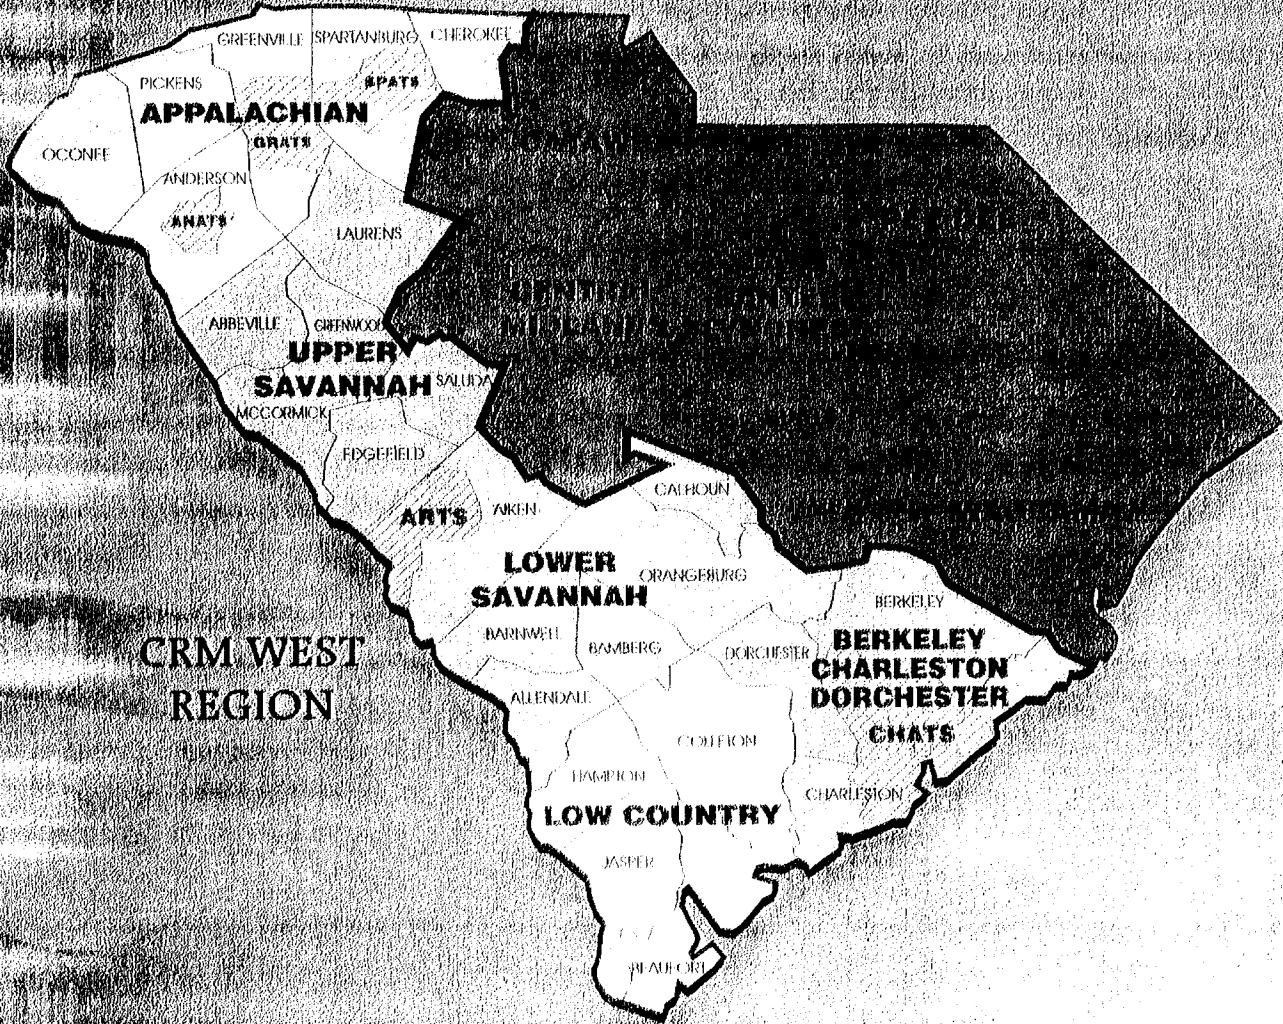 GREENVILLE
SPARTANBURG
CHEROKEE
PICKENS
SPATS
APPALACHIAN
GRATS
OCONEE
ANDERSON
ANATS
LAURENS
ABBEVILLE
GREENWOOD
UPPER
SAVANNAH
SALUDA
MCCORMICK
EDGEFIELD
CENTRAL
MIDLANDS
CALHOUN
ARTS
AIKEN
LOWER
SAVANNAH
ORANGEBURG
BERKELEY
BARNWELL
BAMBERG
DORCHESTER
BERKELEY
CHARLESTON
DORCHESTER
CHATS
CRM WEST
REGION
ALLENDALE
COLLETON
HAMPTON
CHARLESTON
LOW COUNTRY
JASPER
BEAUFORT